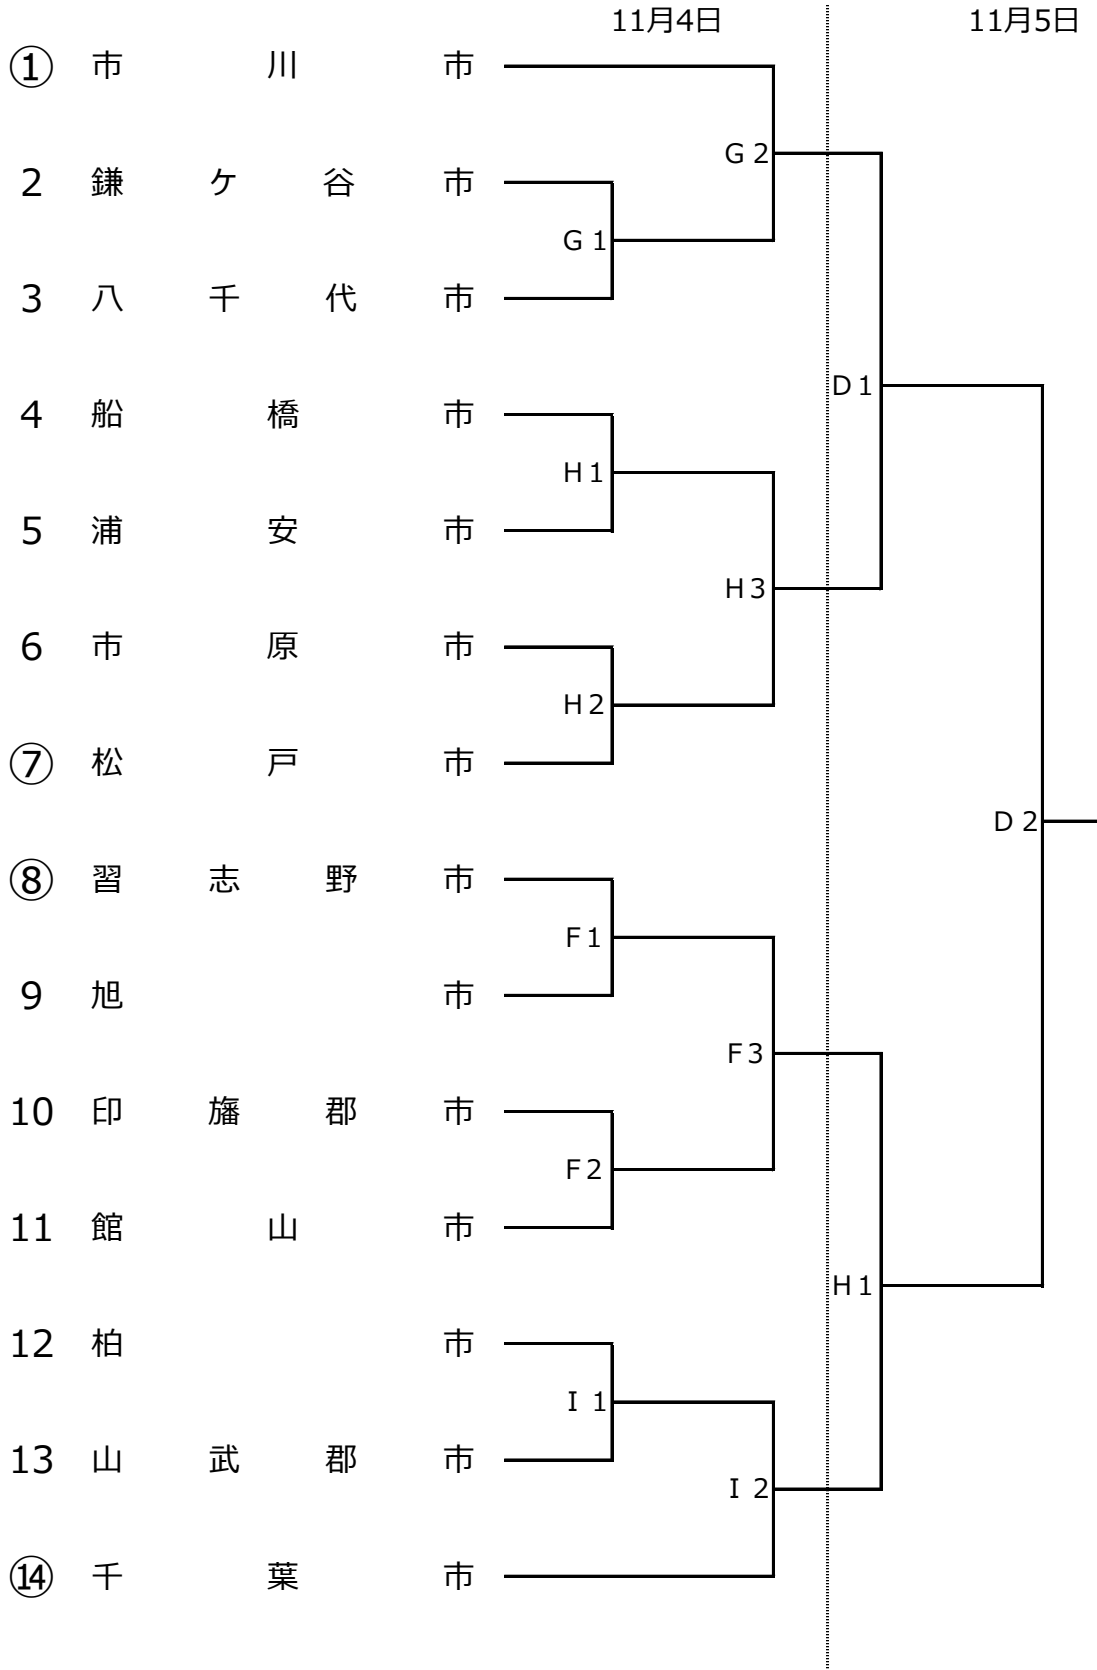 11月4日 11月5日
① 市川市
G 2
2 鎌ケ谷市
G 1
3 八千代市
D 1
4 船橋市
H 1
5 浦安市
H 3
6 市原市
H 2
⑦ 松戸市
D 2
⑧ 習志野市
F 1
9 旭市
F 3
10 印旛郡市
F 2
11 館山市
H 1
12 柏市
I 1
13 山武郡市
I 2
⑭ 千葉市